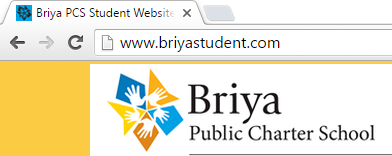 Briya PCS Student Website
www.briyastudent.com
Briya
Public Charter School